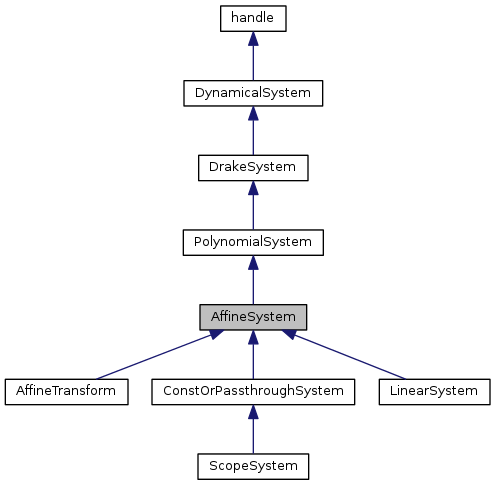 handle
DynamicalSystem
DrakeSystem
PolynomialSystem
AffineSystem
AffineTransform
ConstOrPassthroughSystem
LinearSystem
ScopeSystem